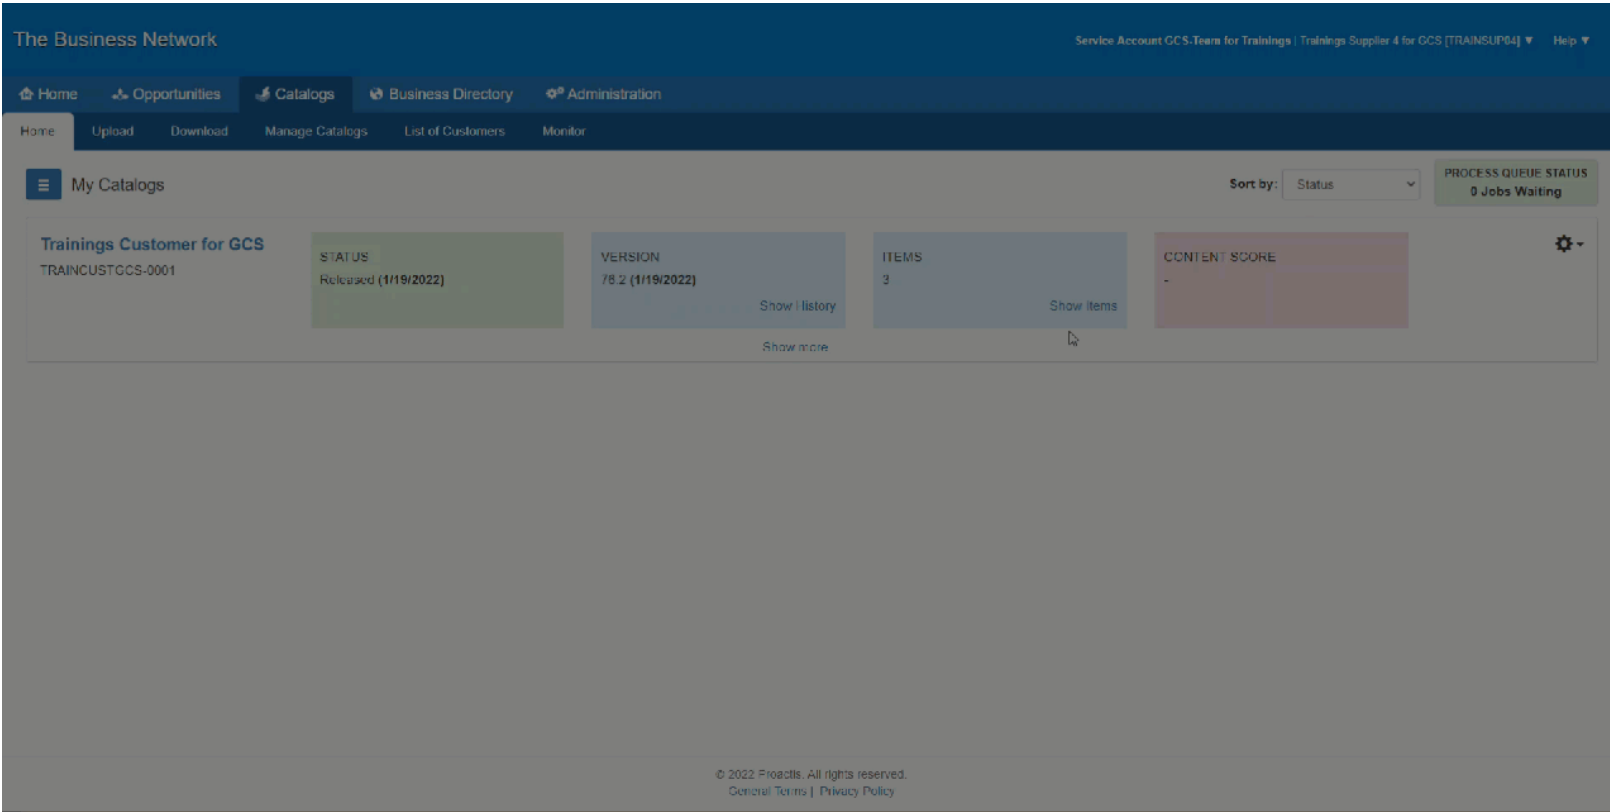 The Business Network
Service Account GCS-Team for Trainings | Trainings Supplier 4 for GCS [TRAINSUP04] ▼ Help ▼
Home Opportunities Catalogs Business Directory Administration
Home Upload Download Manage Catalogs List of Customers Monitor
My Catalogs
Sort by: Status
PROCESS QUEUE STATUS
0 Jobs Waiting
Trainings Customer for GCS
TRAINCUSTGCS-0001
STATUS
Released (1/19/2022)
VERSION
76.2 (1/19/2022)
Show History
ITEMS
3
Show Items
CONTENT SCORE
-
Show more
© 2022 Proactis. All rights reserved.
General Terms | Privacy Policy